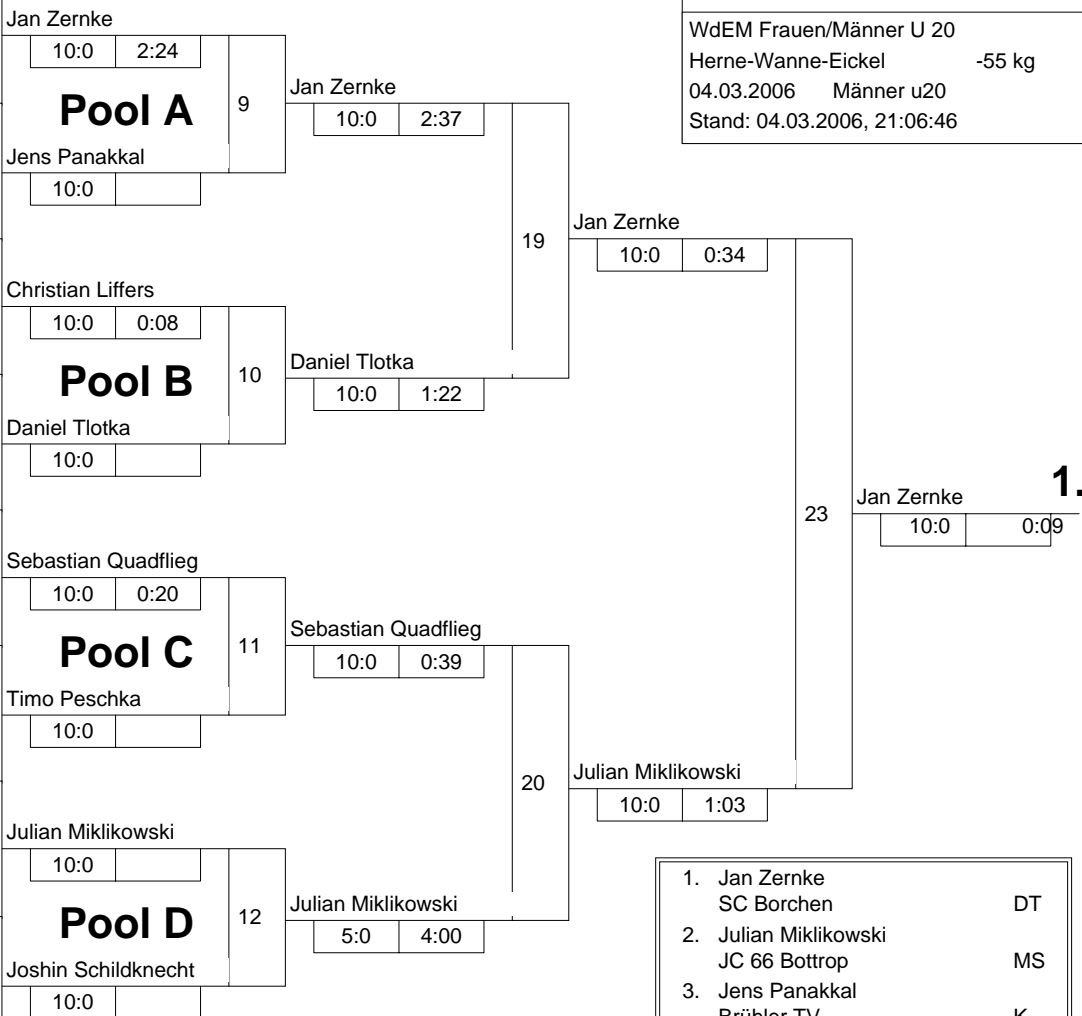 Jan Zernke
10:0 2:24
Pool A
9
Jens Panakkal
10:0
Jan Zernke
10:0 2:37
WdEM Frauen/Männer U 20
Herne-Wanne-Eickel -55 kg
04.03.2006 Männer u20
Stand: 04.03.2006, 21:06:46
19
Jan Zernke
10:0 0:34
Christian Liffers
10:0 0:08
Pool B
10
Daniel Tlotka
10:0
Daniel Tlotka
10:0 1:22
23
Jan Zernke
1.
10:0 0:09
Sebastian Quadflieg
10:0 0:20
Pool C
11
Timo Peschka
10:0
Sebastian Quadflieg
10:0 0:39
20
Julian Miklikowski
10:0 1:03
Julian Miklikowski
10:0
Pool D
12
Joshin Schildknecht
10:0
Julian Miklikowski
5:0 4:00
1. Jan Zernke
SC Borchen DT
2. Julian Miklikowski
JC 66 Bottrop MS
3. Jens Panakkal
Brühler TV K